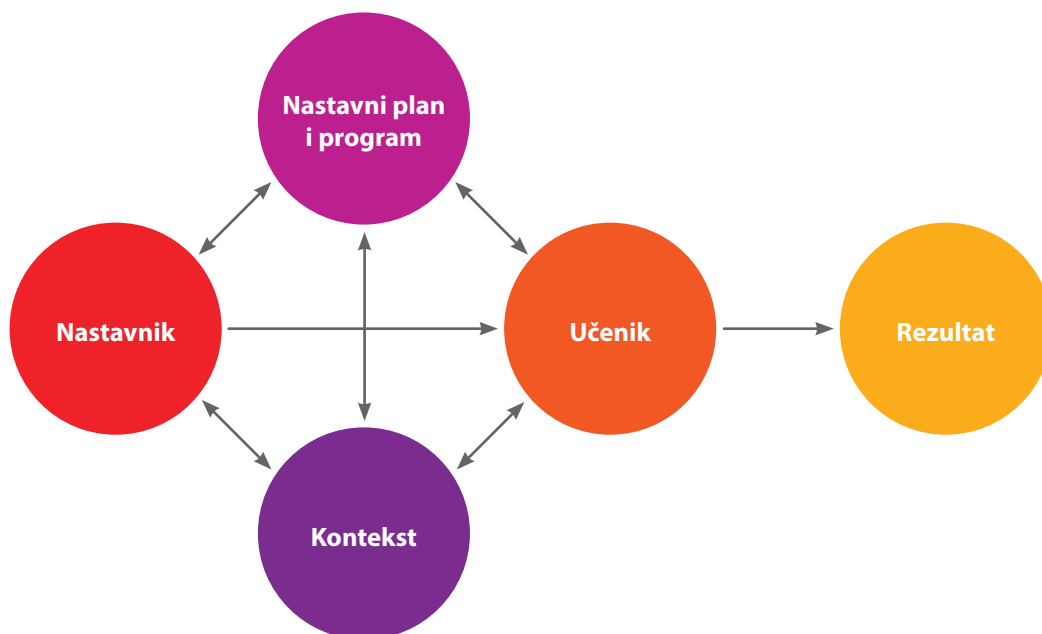 Nastavni plan
i program
Nastavnik
Učenik
Rezultat
Kontekst